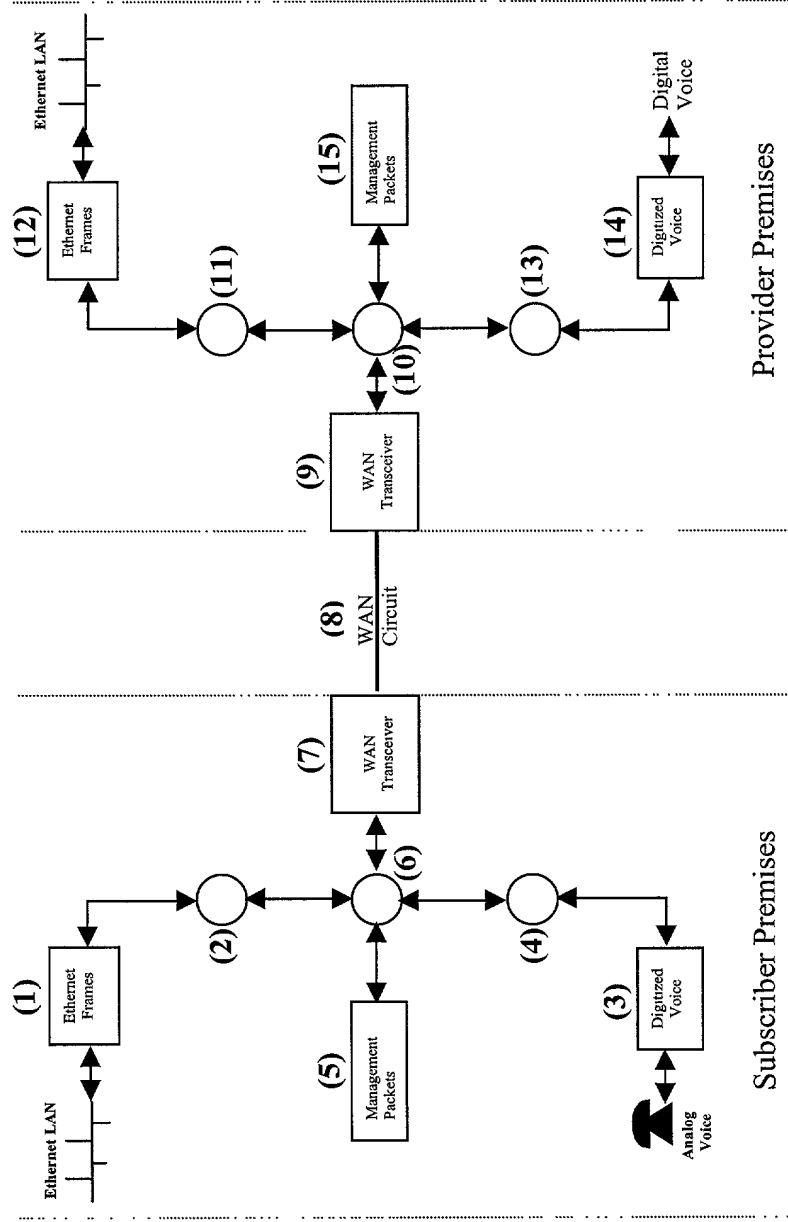 Ethernet LAN
(1)
Ethernet
Frames
(2)
(5)
Management
Packets
(6)
(4)
(3)
Digitized
Voice
Analog
Voice
(7)
WAN
Transceiver
Subscriber Premises
(8)
WAN
Circuit
(9)
WAN
Transceiver
(10)
(11)
(12)
Ethernet
Frames
Ethernet LAN
(15)
Management
Packets
(13)
(14)
Digitized
Voice
Digital
Voice
Provider Premises